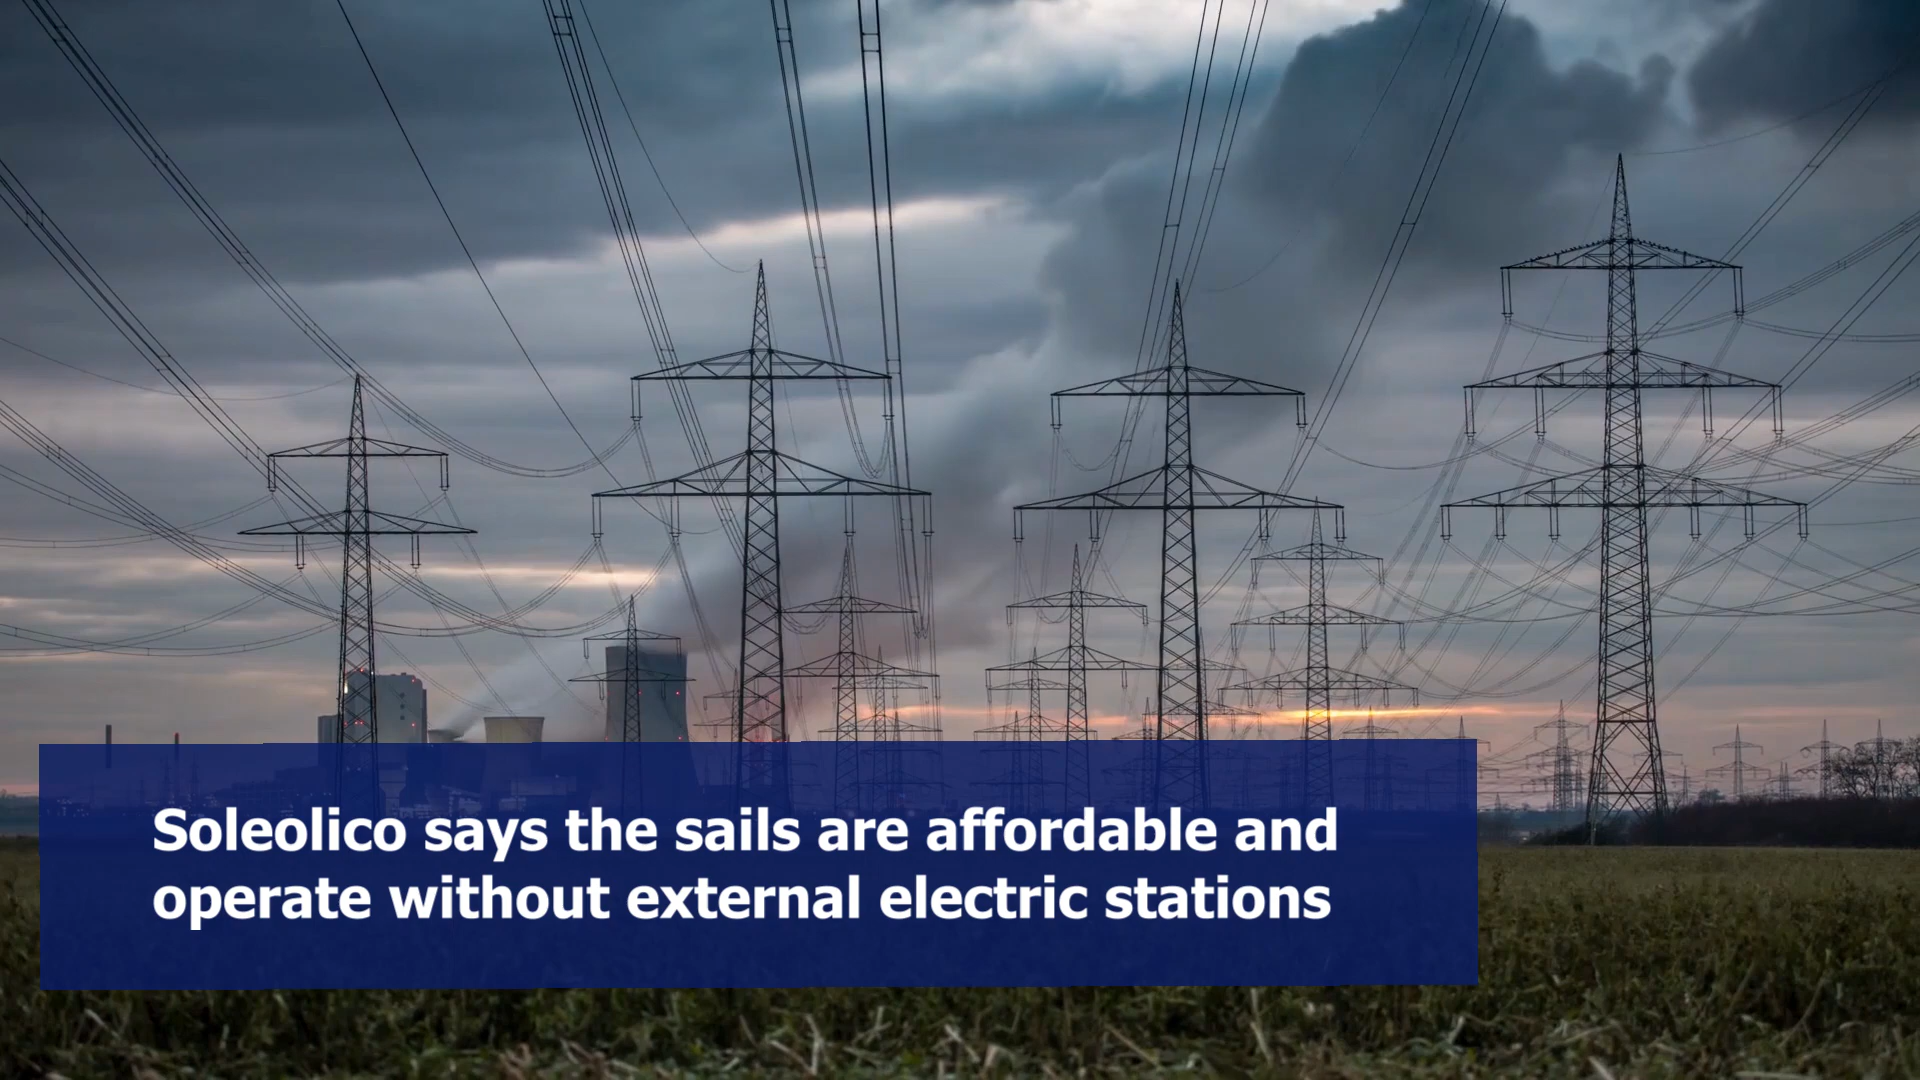 Soleolico says the sails are affordable and
operate without external electric stations